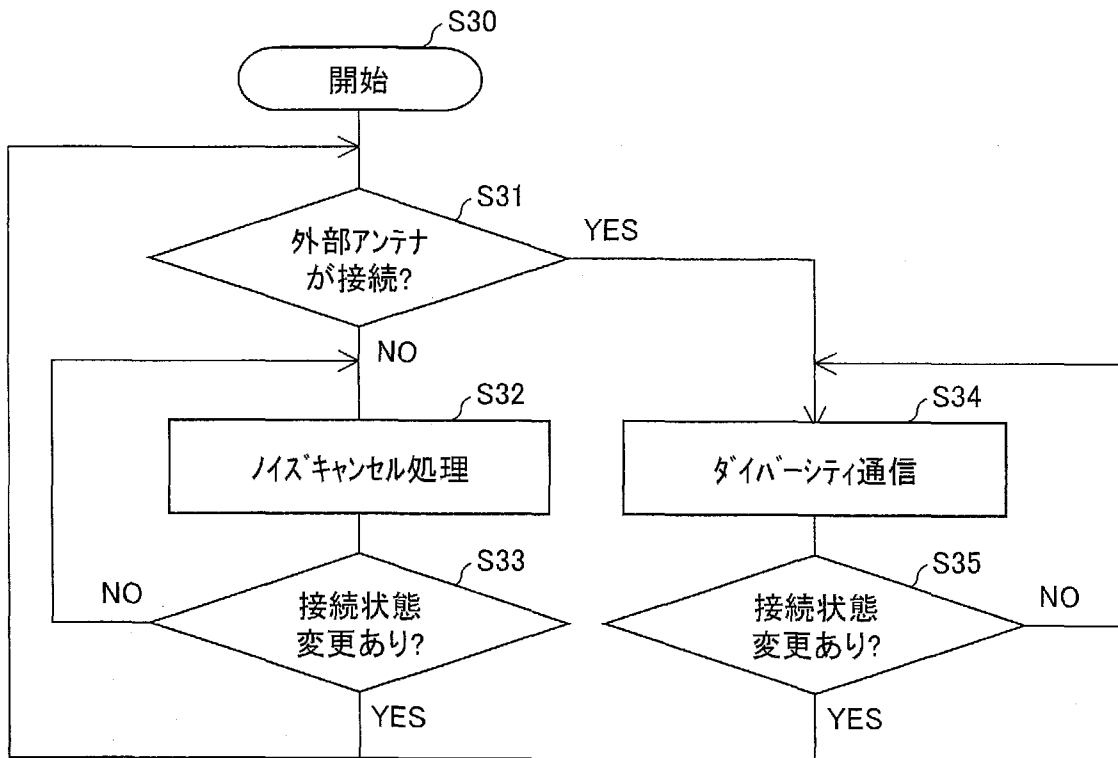 S30
開始
S31
外部アンテナ
が接続?
YES
NO
S32
ノイズキャンセル処理
S34
ダイバーシティ通信
S33
接続状態
変更あり?
NO
YES
S35
接続状態
変更あり?
NO
YES